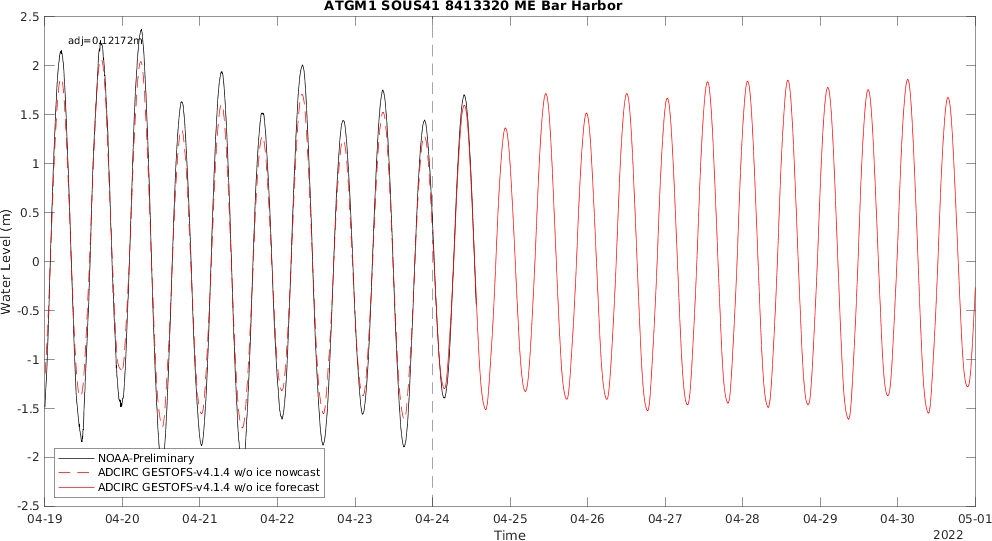 ATGM1 SOUS41 8413320 ME Bar Harbor
2.5
adj=0.12172m
2
1.5
1
0.5
0
-0.5
-1
-1.5
-2
-2.5
Water Level (m)
NOAA-Preliminary
ADCIRC GESTOFS-v4.1.4 w/o ice nowcast
ADCIRC GESTOFS-v4.1.4 w/o ice forecast
04-19 04-20 04-21 04-22 04-23 04-24 04-25 04-26 04-27 04-28 04-29 04-30 05-01
Time
2022